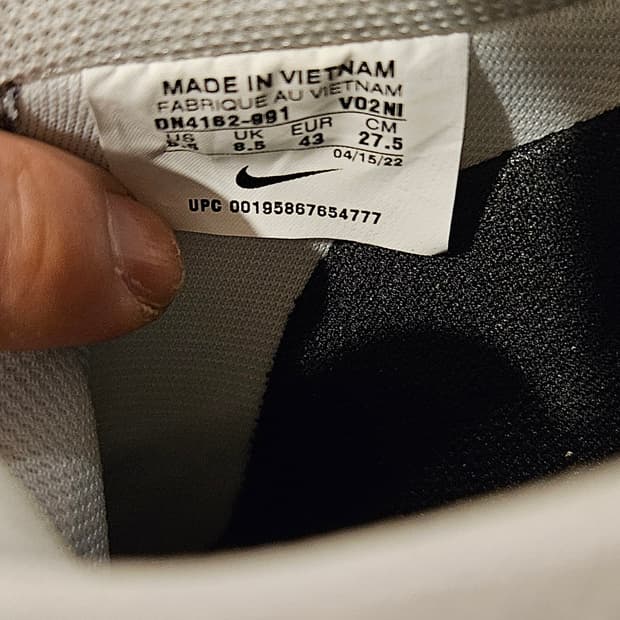 MADE IN VIETNAM
FABRIQUE AU VIETNAM
DN4162-991 V02NI
US UK EUR CM
8.5 43 27.5
04/15/22
UPC 00195867654777